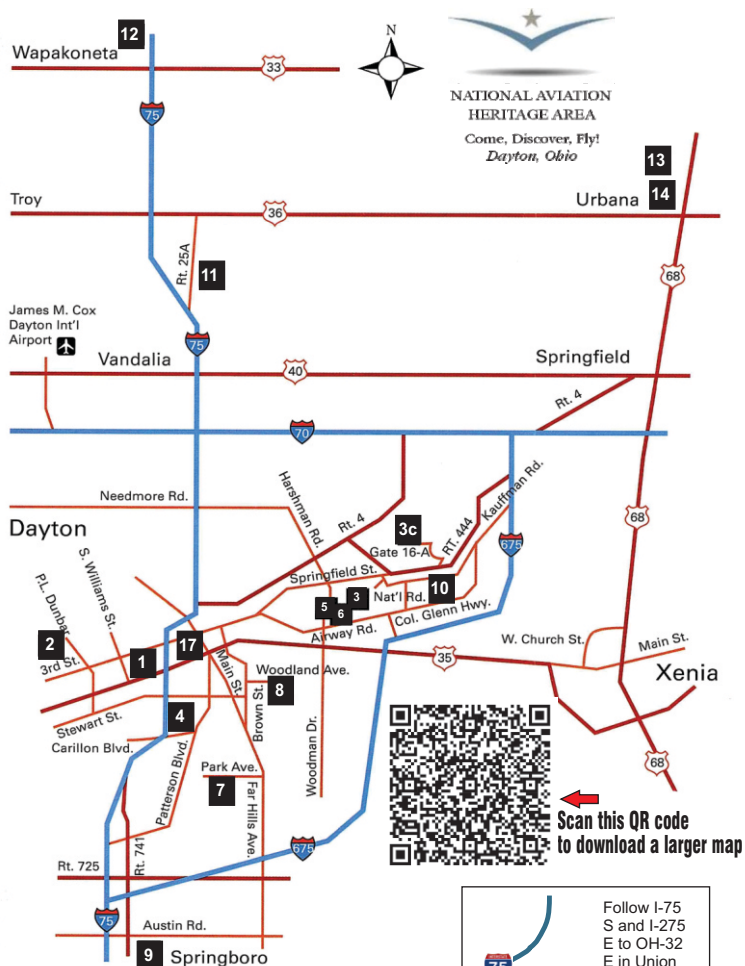 12
Wapakoneta
33
75
N
NATIONAL AVIATION
HERITAGE AREA
Come, Discover, Fly!
Dayton, Ohio
13
14
Troy
36
Urbana
Rt. 25A
11
68
James M. Cox
Dayton Int'l
Airport
75
Vandalia
40
Springfield
Rt. 4
70
Needmore Rd.
Harshman Rd.
Rt. 4
3c
Gate 16-A
RT. 444
Kauffman Rd.
675
68
Dayton
S. Williams St.
P.L. Dunbar
Springfield St.
5
6
3
Nat'l Rd.
10
Col. Glenn Hwy.
Airway Rd.
2
3rd St.
1
17
Main St.
35
W. Church St.
Main St.
Xenia
Woodland Ave.
8
Brown St.
Stewart St.
4
Carillon Blvd.
Patterson Blvd.
Park Ave.
7
Far Hills Ave.
Woodman Dr.
68
Scan this QR code
to download a larger map
675
Rt. 725
Rt. 741
75
Austin Rd.
9
Springboro
Follow I-75
S and I-275
E to OH-32
E in Union
75